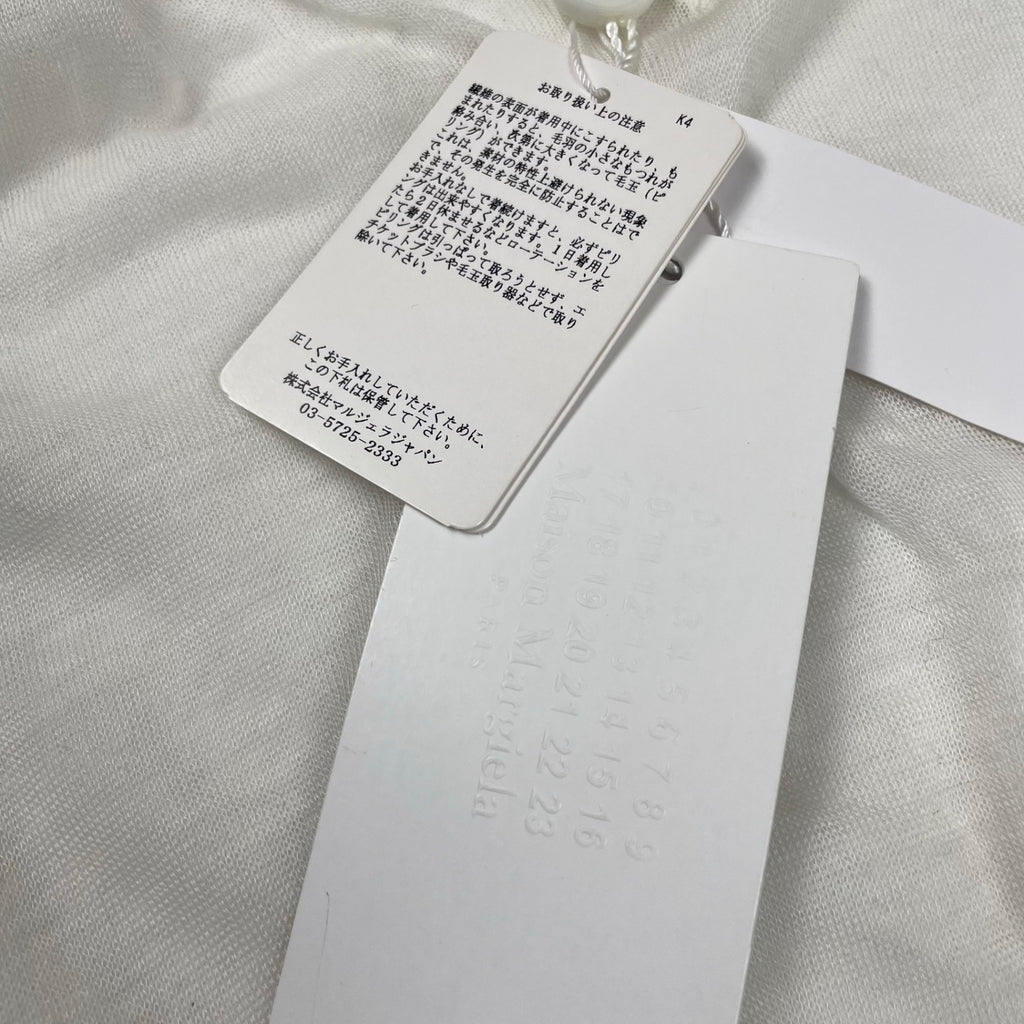 お取り扱い上の注意
K4
繊維の表面が着用中にこすられたり、も
まれたりすると、毛羽の小さなもつれが
絡み合い、次第に大きくなって毛玉（ピ
リング）ができます。
これは、素材の特性上避けられない現象
で、その発生を完全に防止することはで
きません。
お手入れなしで着続けますと、必ずピリ
ングは出来やすくなります。1日着用し
たら2日休ませるなどローテーションを
して着用して下さい。
ピリングは引っぱって取ろうとせず、エ
チケットブラシや毛玉取り器などで取り
除いて下さい。
正しくお手入れしていただくために、
この下札は保管して下さい。
株式会社マルジェラジャパン
03-5725-2333
0 1 2 3 4 5 6 7 8 9
10 11 12 13 14 15 16
17 18 19 20 21 22 23
Maison Margiela
PARIS